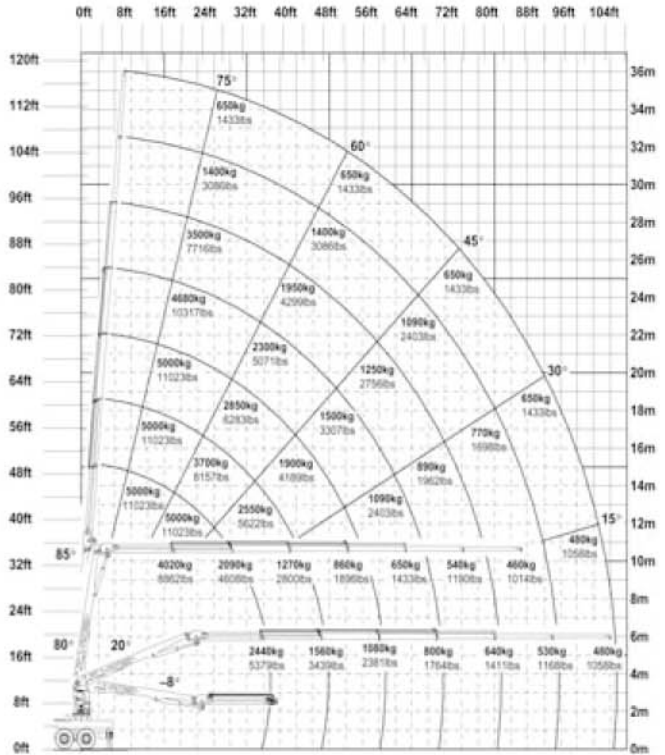 0ft 8ft 16ft 24ft 32ft 40ft 48ft 56ft 64ft 72ft 80ft 88ft 96ft 104ft
120ft
36m
75°
650kg
1433lbs
112ft
34m
60°
104ft
650kg
1433lbs
32m
1400kg
3086lbs
96ft
30m
3500kg
7716lbs
1400kg
3086lbs
45°
88ft
28m
650kg
1433lbs
26m
80ft
4680kg
10317lbs
1950kg
4299lbs
24m
1090kg
2403lbs
72ft
22m
5000kg
11023lbs
2300kg
5071lbs
1250kg
2756lbs
30°
64ft
20m
650kg
1433lbs
56ft
5000kg
11023lbs
2850kg
6283lbs
1500kg
3307lbs
770kg
1698lbs
18m
16m
48ft
3700kg
8157lbs
1900kg
4189lbs
890kg
1962lbs
14m
5000kg
11023lbs
1090kg
2403lbs
40ft
5000kg
11023lbs
2550kg
5622lbs
15°
12m
480kg
1058lbs
85°
32ft
10m
4020kg 2090kg 1270kg 860kg 650kg 540kg 460kg
8862lbs 4608lbs 2800lbs 1896lbs 1433lbs 1190lbs 1014lbs
24ft
8m
80° 20°
6m
16ft
2440kg 1560kg 1080kg 800kg 640kg 530kg 480kg
5379lbs 3439lbs 2381lbs 1764lbs 1411lbs 1168lbs 1058lbs
4m
-8°
8ft
2m
0ft
0m